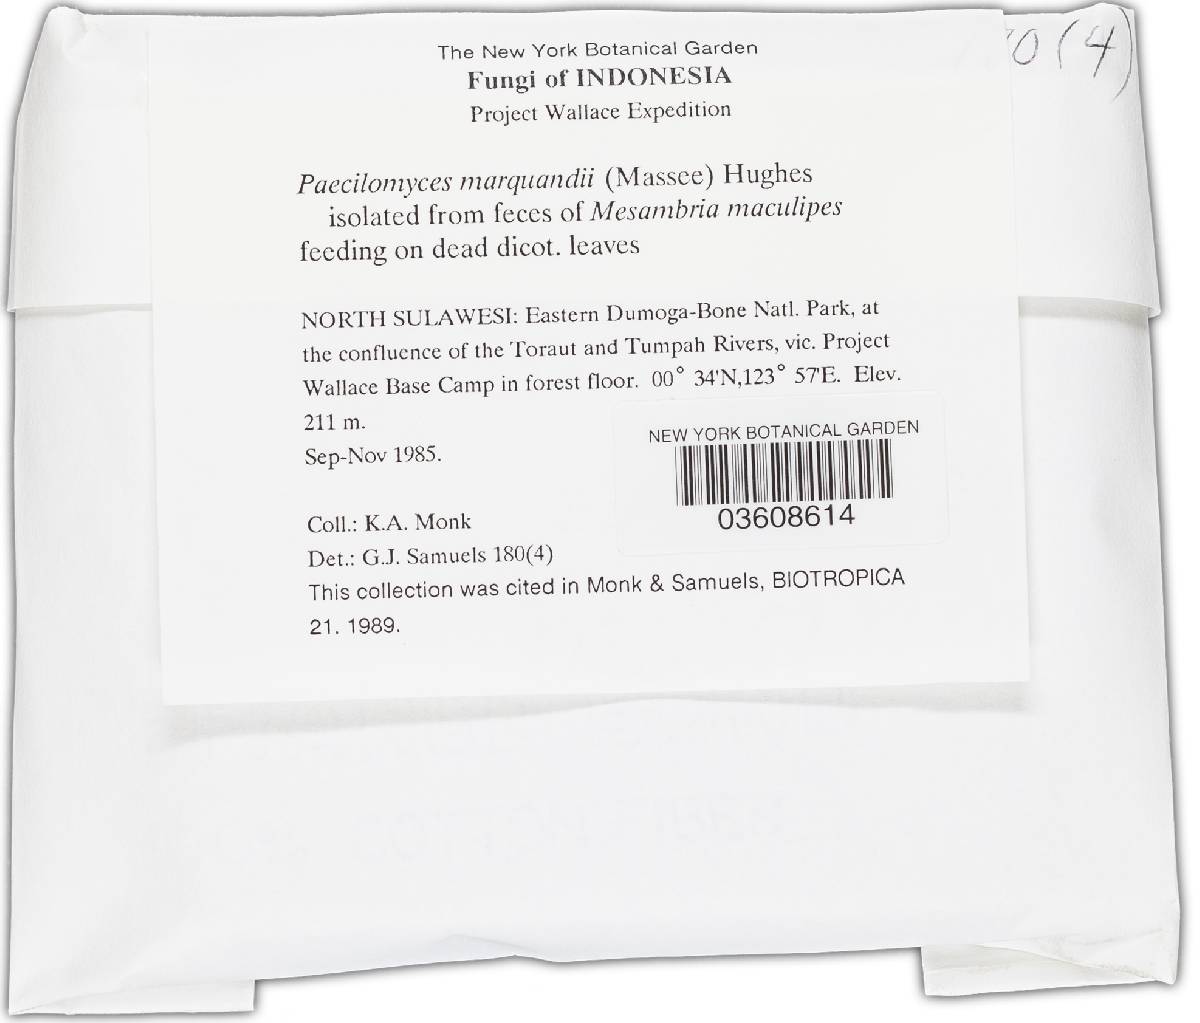 The New York Botanical Garden
Fungi of INDONESIA
Project Wallace Expedition
0 (4)
Paecilomyces marquandii (Massee) Hughes
isolated from feces of Mesambria maculipes
feeding on dead dicot. leaves
NORTH SULAWESI: Eastern Dumoga-Bone Natl. Park, at
the confluence of the Toraut and Tumpah Rivers, vic. Project
Wallace Base Camp in forest floor. 00° 34'N,123° 57'E. Elev.
211 m.
Sep-Nov 1985.
NEW YORK BOTANICAL GARDEN
03608614
Coll.: K.A. Monk
Det.: G.J. Samuels 180(4)
This collection was cited in Monk & Samuels, BIOTROPICA
21. 1989.